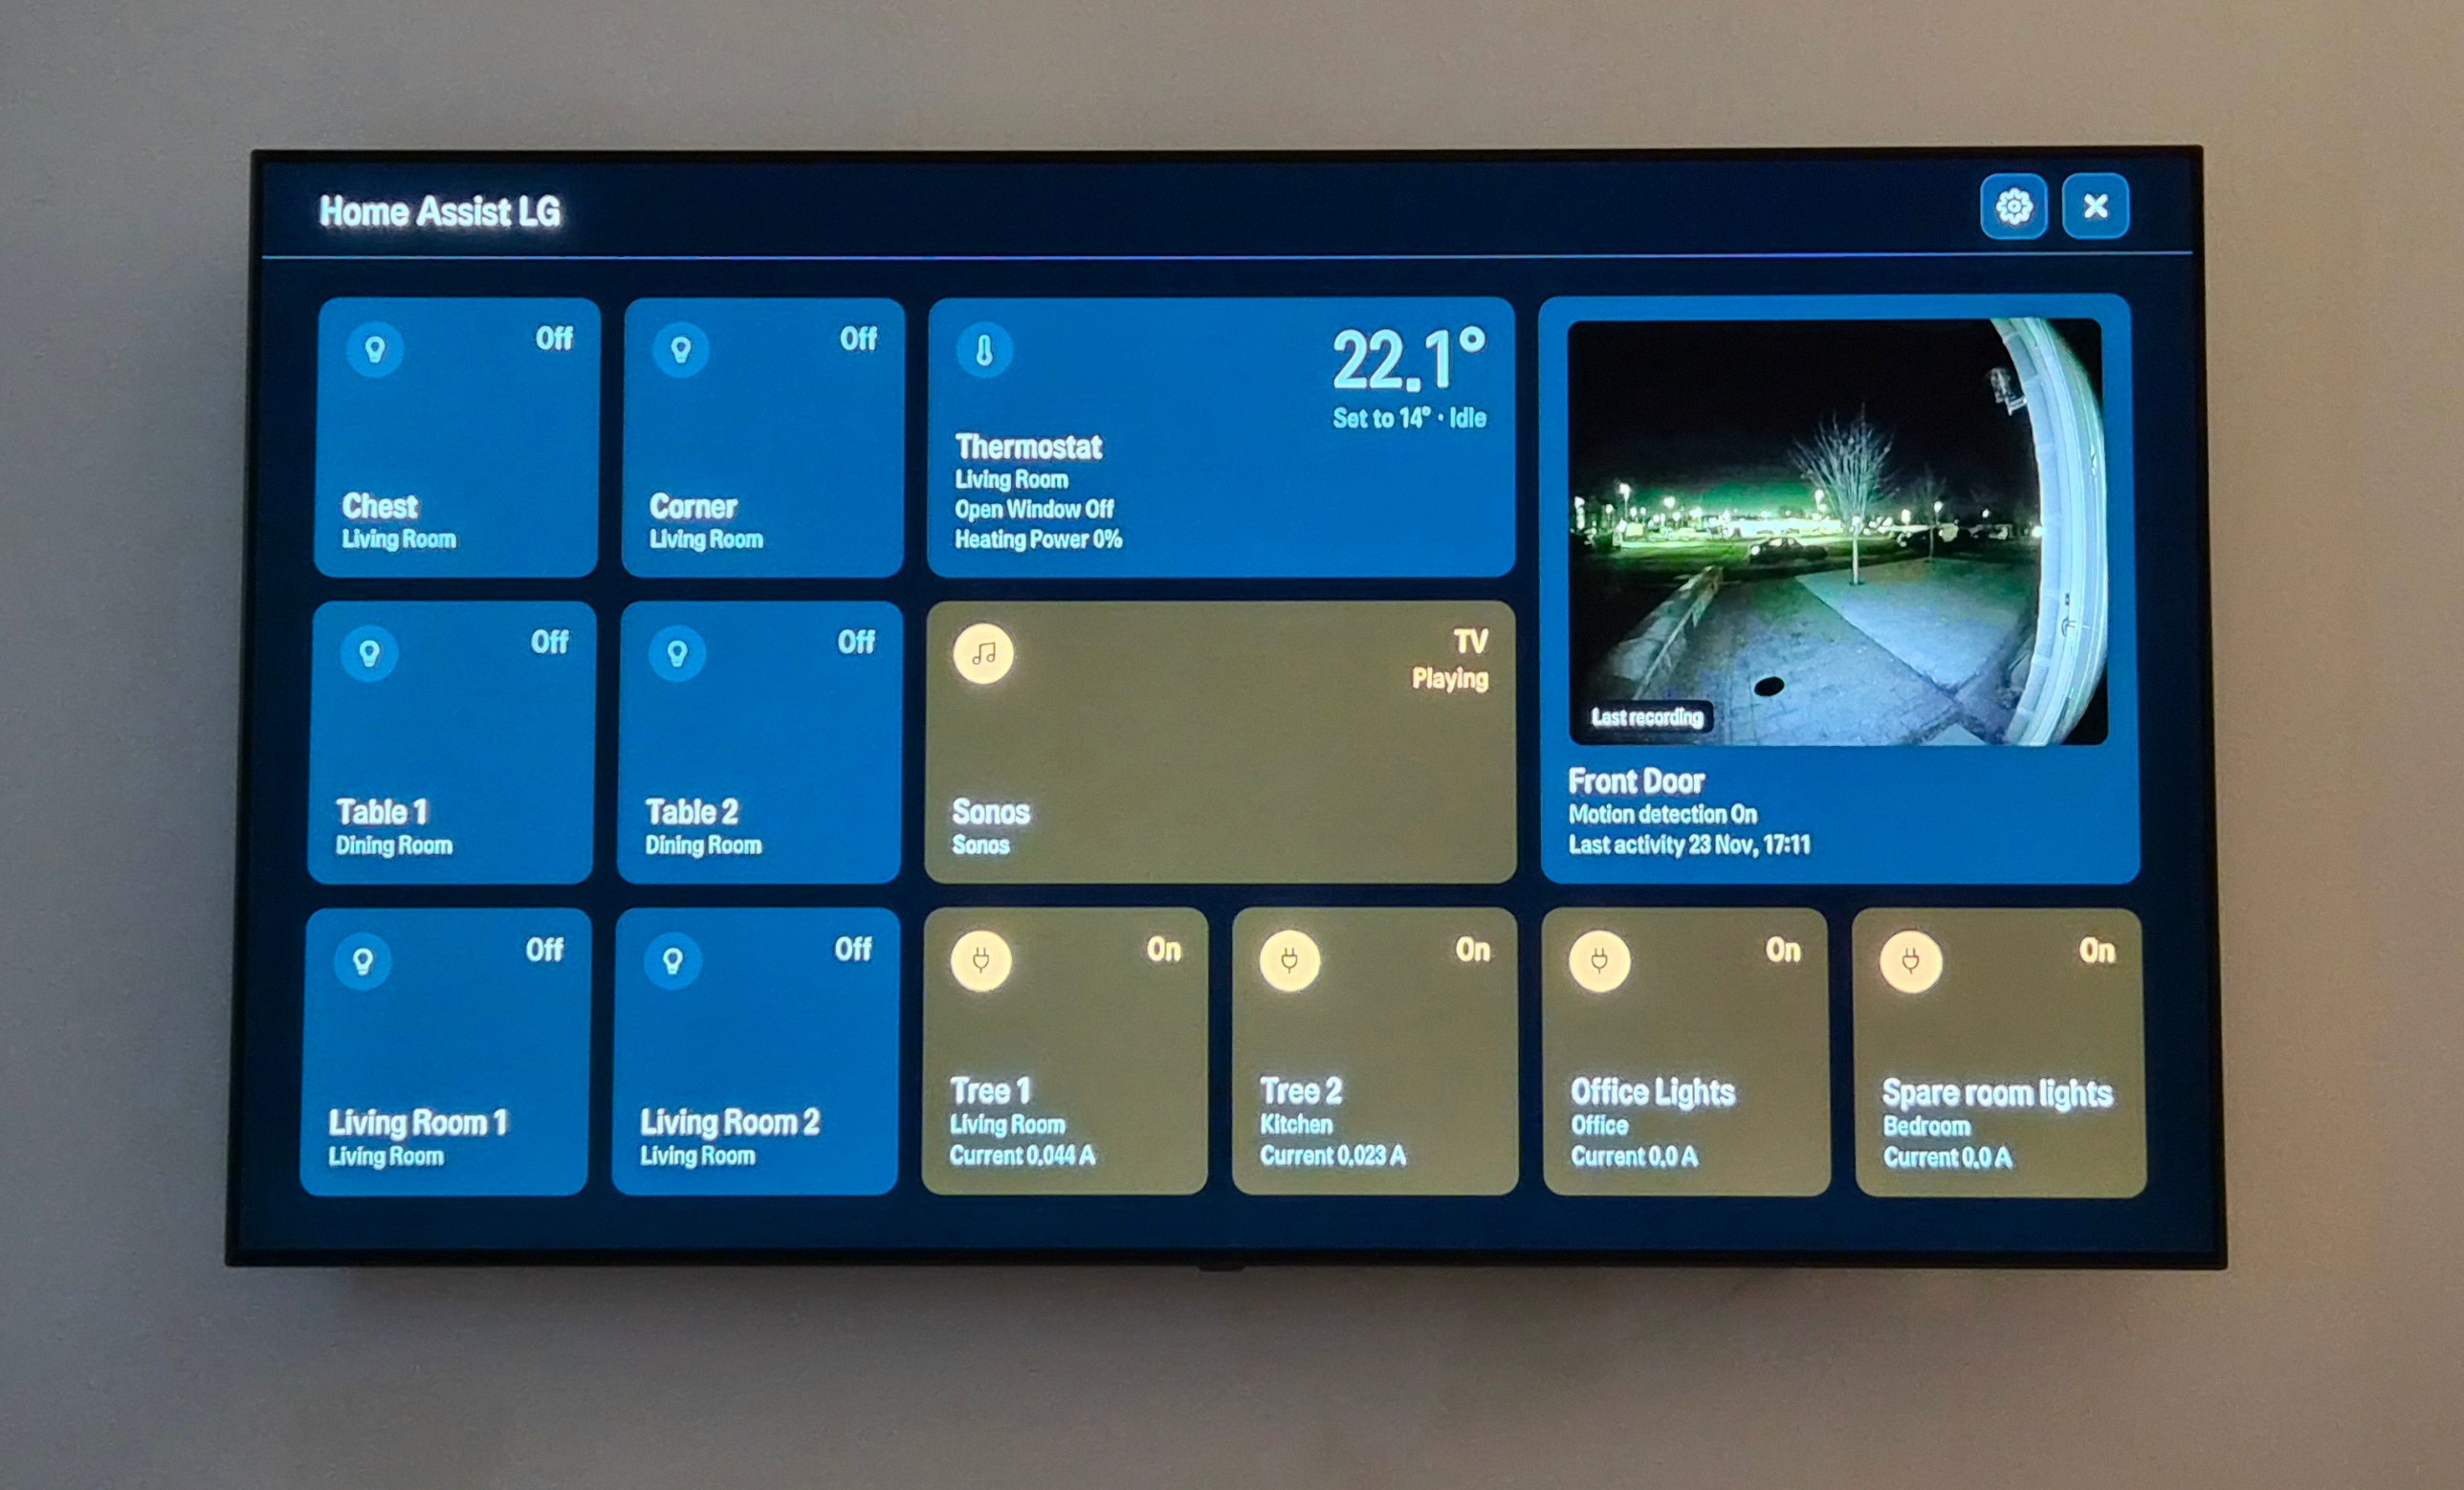 Home Assist LG
Off
Chest
Living Room
Off
Corner
Living Room
22.1°
Set to 14° · Idle
Thermostat
Living Room
Open Window Off
Heating Power 0%
Last recording
Front Door
Motion detection On
Last activity 23 Nov, 17:11
Off
Table 1
Dining Room
Off
Table 2
Dining Room
TV
Playing
Sonos
Sonos
Off
Living Room 1
Living Room
Off
Living Room 2
Living Room
On
Tree 1
Living Room
Current 0.044 A
On
Tree 2
Kitchen
Current 0.023 A
On
Office Lights
Office
Current 0.0 A
On
Spare room lights
Bedroom
Current 0.0 A